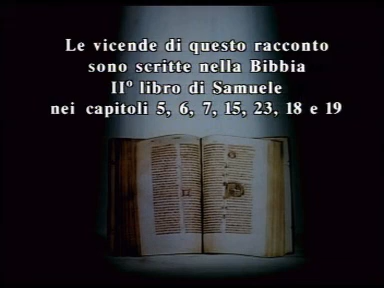 Le vicende di questo racconto
sono scritte nella Bibbia
IIº libro di Samuele
nei capitoli 5, 6, 7, 15, 23, 18 e 19